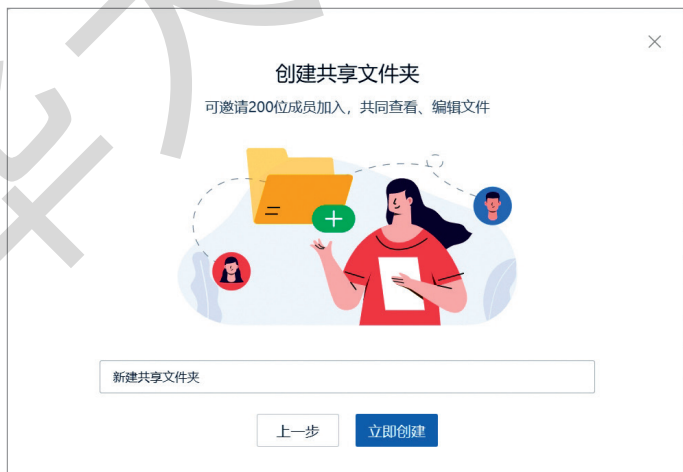 创建共享文件夹
可邀请200位成员加入，共同查看、编辑文件
新建共享文件夹
上一步
立即创建